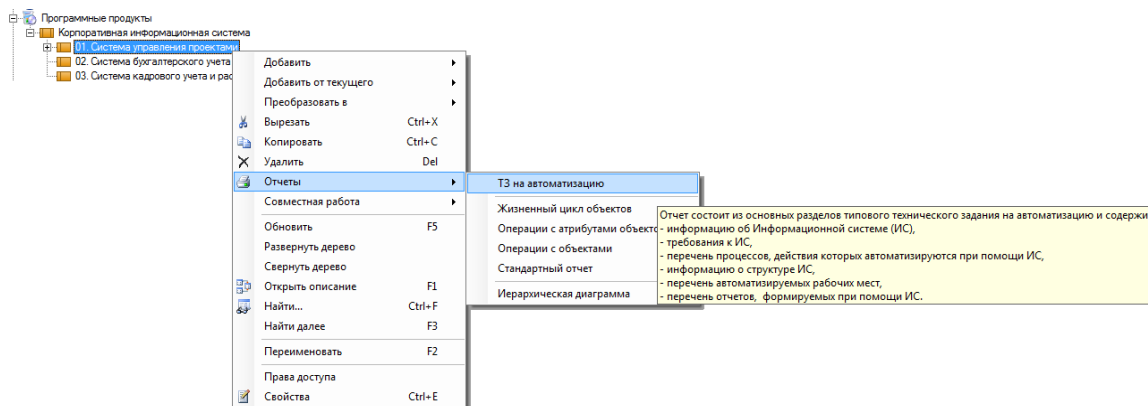 Программные продукты
Корпоративная информационная система
01. Система управления проектами
02. Система бухгалтерского учета
03. Система кадрового учета и рас
Добавить
Добавить от текущего
Преобразовать в
Вырезать Ctrl+X
Копировать Ctrl+C
Удалить Del
Отчеты
Совместная работа
Обновить F5
Развернуть дерево
Свернуть дерево
Открыть описание F1
Найти... Ctrl+F
Найти далее F3
Переименовать F2
Права доступа
Свойства Ctrl+E
ТЗ на автоматизацию
Жизненный цикл объектов
Операции с атрибутами объекто
Операции с объектами
Стандартный отчет
Иерархическая диаграмма
Отчет состоит из основных разделов типового технического задания на автоматизацию и содержи
- информацию об Информационной системе (ИС),
- требования к ИС,
- перечень процессов, действия которых автоматизируются при помощи ИС,
- информацию о структуре ИС,
- перечень автоматизируемых рабочих мест,
- перечень отчетов, формируемых при помощи ИС.